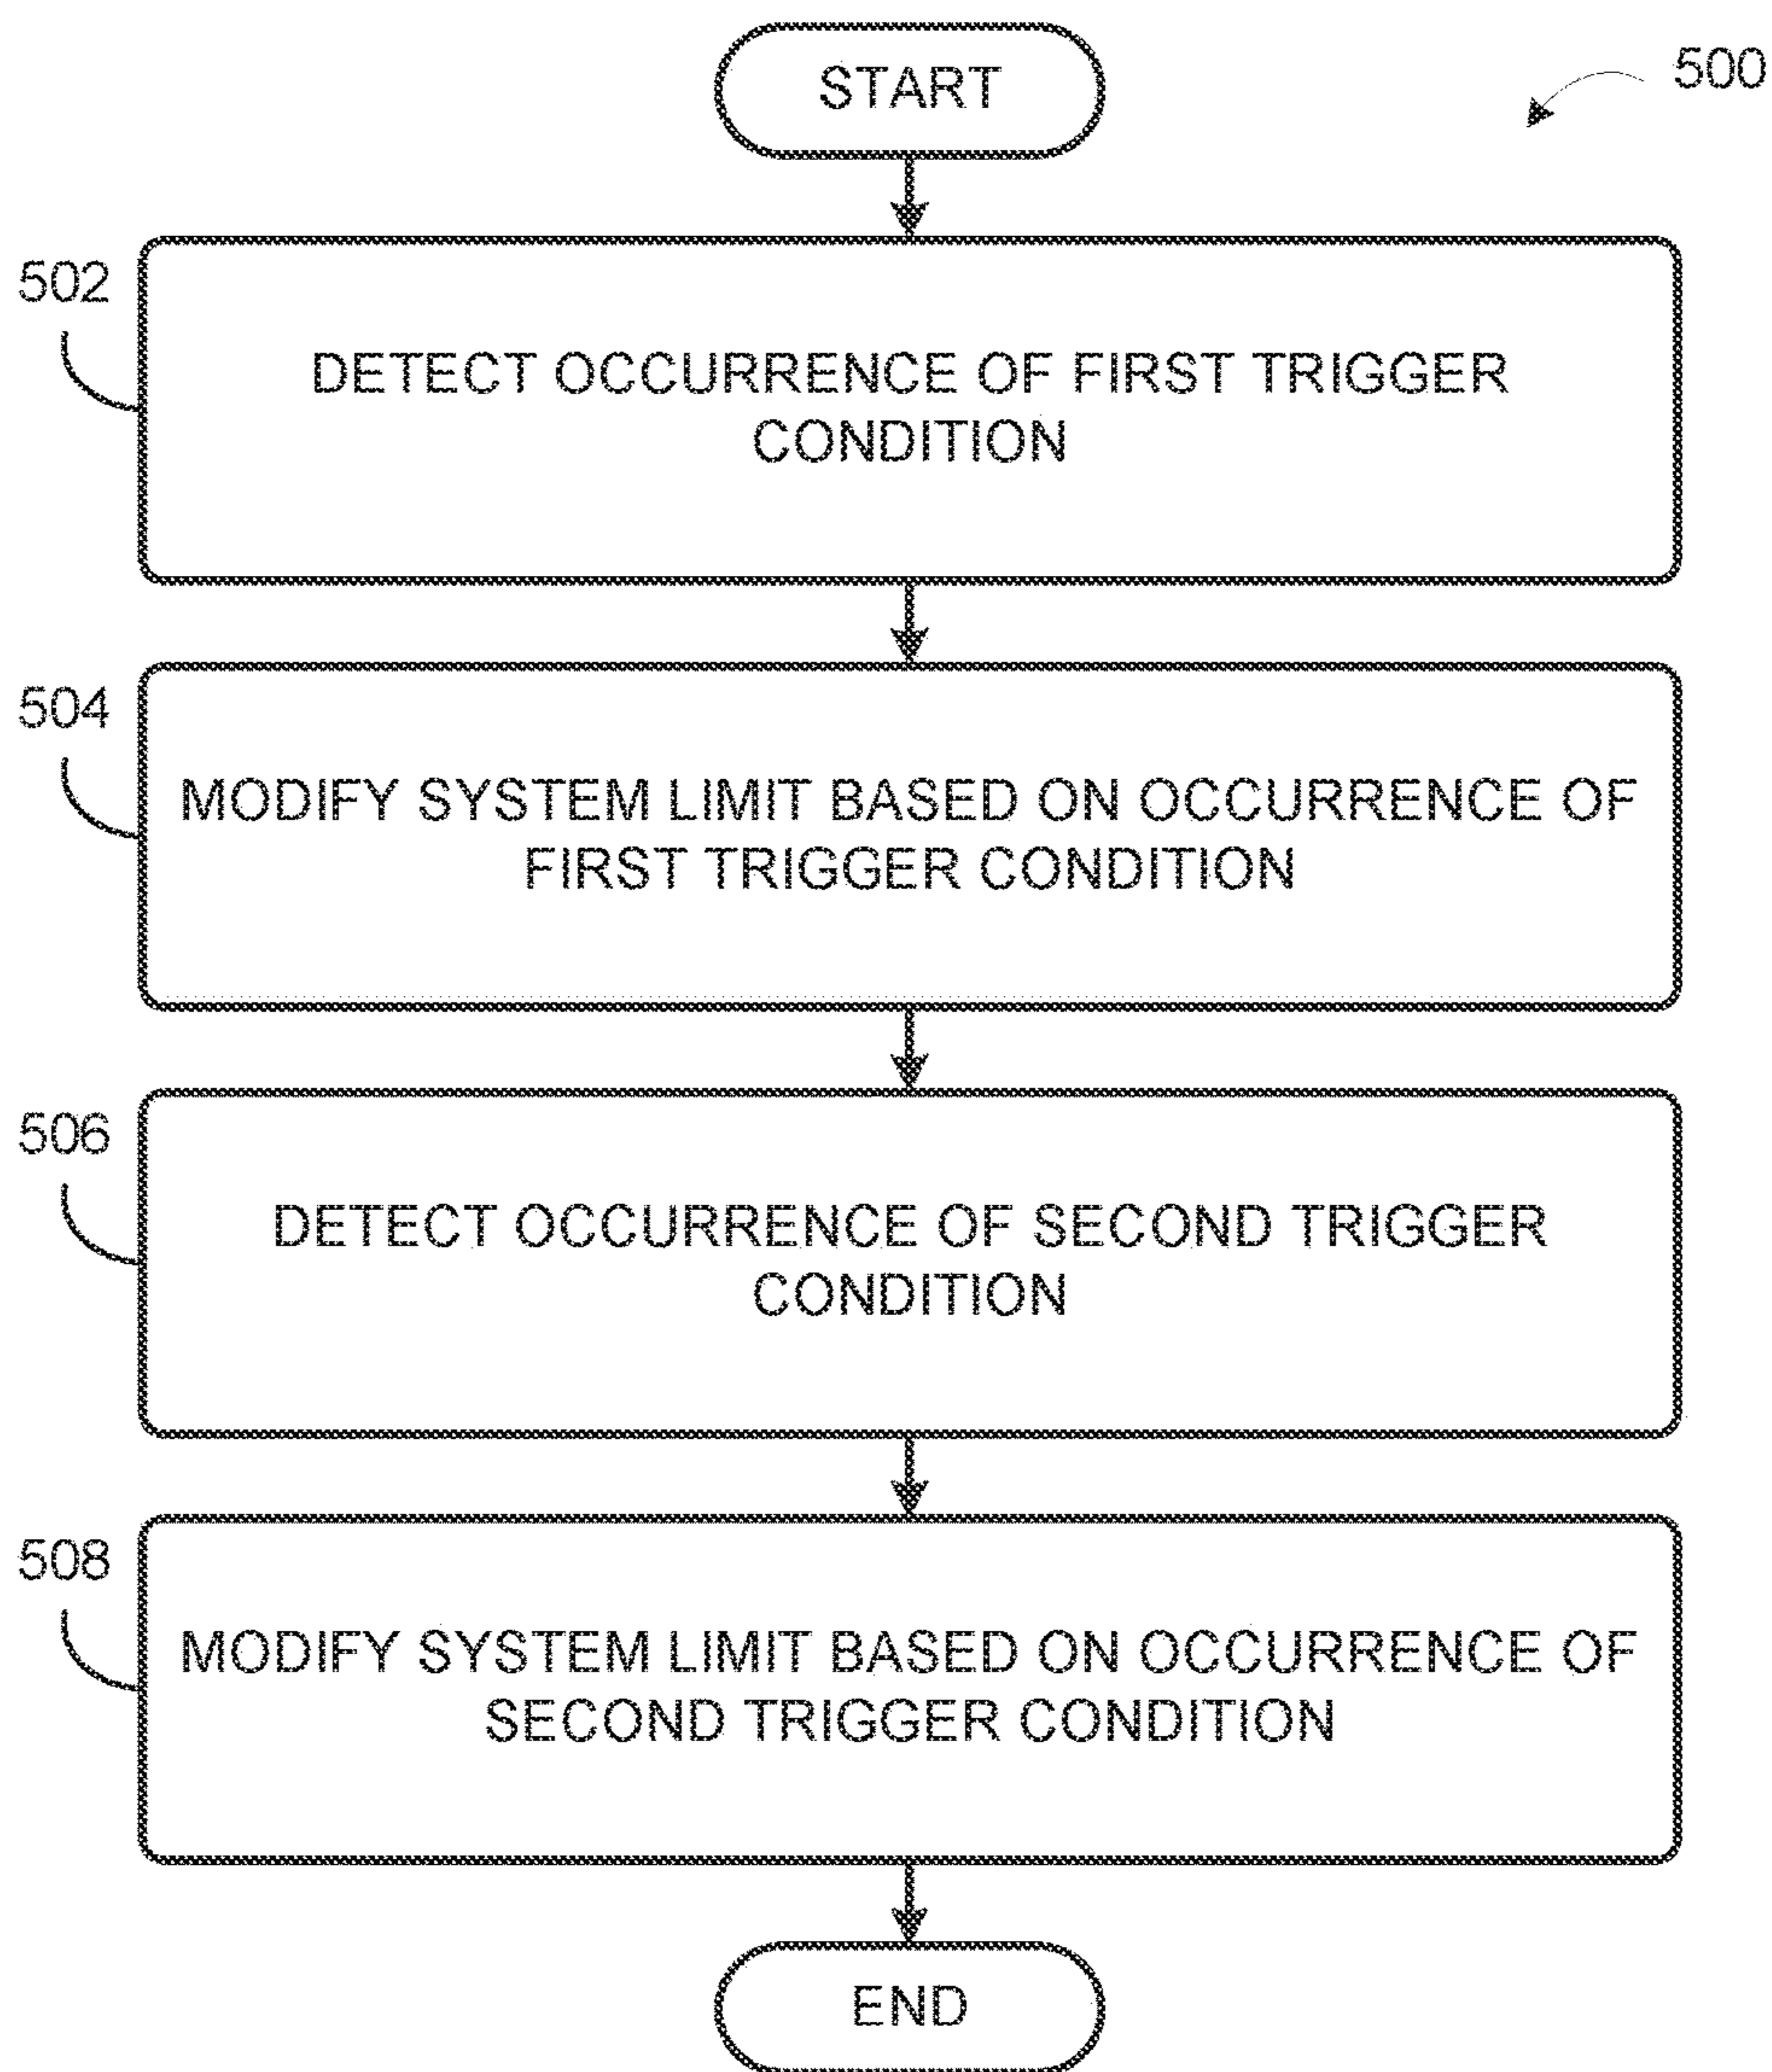 START
500
502
DETECT OCCURRENCE OF FIRST TRIGGER
CONDITION
504
MODIFY SYSTEM LIMIT BASED ON OCCURRENCE OF
FIRST TRIGGER CONDITION
506
DETECT OCCURRENCE OF SECOND TRIGGER
CONDITION
508
MODIFY SYSTEM LIMIT BASED ON OCCURRENCE OF
SECOND TRIGGER CONDITION
END